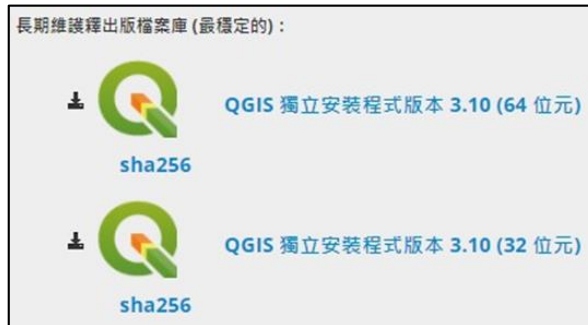 長期維護釋出版檔案庫 (最穩定的)：
QGIS 獨立安裝程式版本 3.10 (64 位元)
sha256
QGIS 獨立安裝程式版本 3.10 (32 位元)
sha256